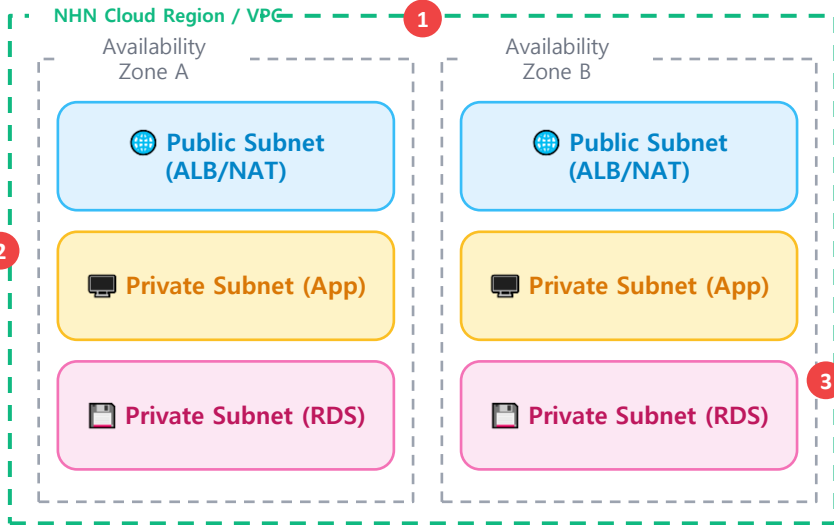 NHN Cloud Region / VPC
1
Availability
Zone A
Availability
Zone B
Public Subnet
(ALB/NAT)
Public Subnet
(ALB/NAT)
2
Private Subnet (App)
Private Subnet (App)
3
Private Subnet (RDS)
Private Subnet (RDS)